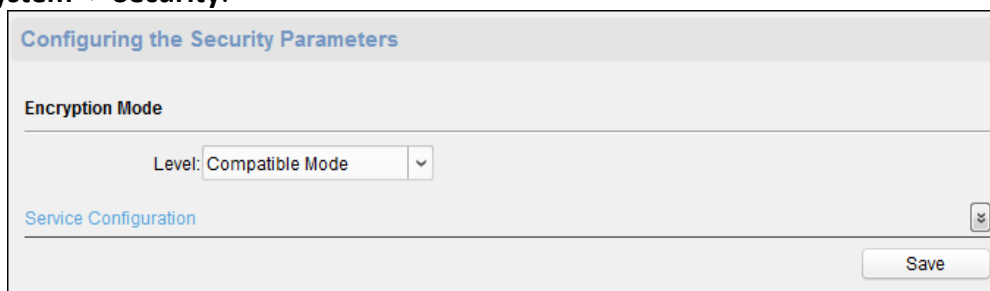 Configuring the Security Parameters
Encryption Mode
Level: Compatible Mode
Service Configuration
Save